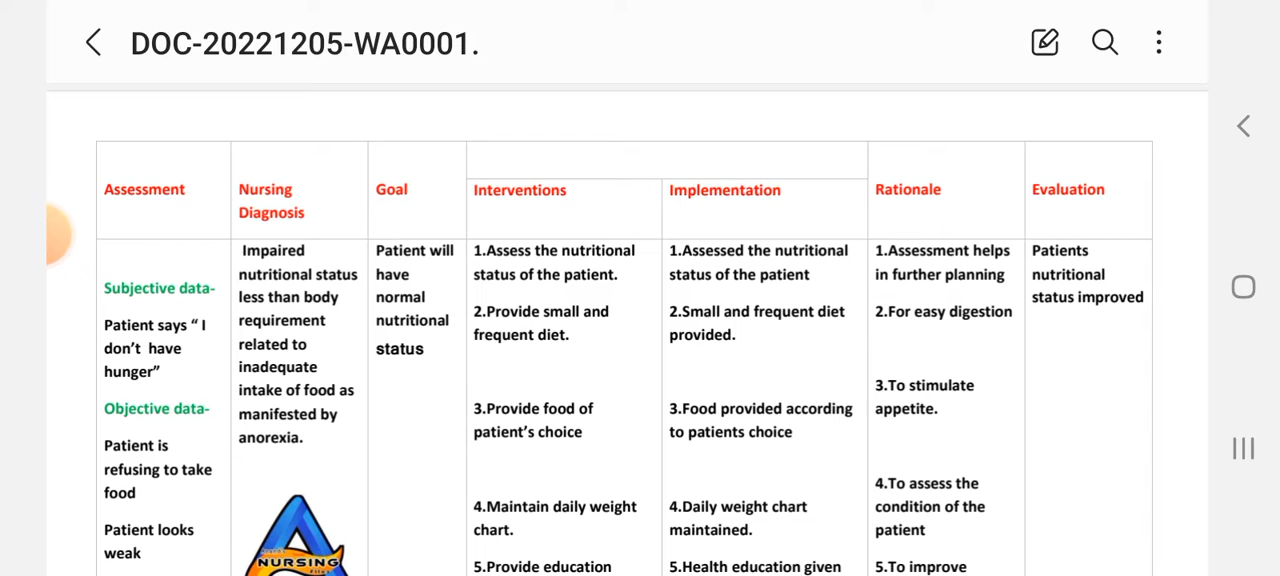 DOC-20221205-WA0001.
Assessment
Nursing
Diagnosis
Goal
Interventions
Implementation
Rationale
Evaluation
Subjective data-
Patient says “ I
don’t have
hunger”
Objective data-
Patient is
refusing to take
food
Patient looks
weak
Impaired
nutritional status
less than body
requirement
related to
inadequate
intake of food as
manifested by
anorexia.
NURSING
Files
Patient will
have
normal
nutritional
status
1.Assess the nutritional
status of the patient.
2.Provide small and
frequent diet.
3.Provide food of
patient’s choice
4.Maintain daily weight
chart.
5.Provide education
1.Assessed the nutritional
status of the patient
2.Small and frequent diet
provided.
3.Food provided according
to patients choice
4.Daily weight chart
maintained.
5.Health education given
1.Assessment helps
in further planning
2.For easy digestion
3.To stimulate
appetite.
4.To assess the
condition of the
patient
5.To improve
Patients
nutritional
status improved